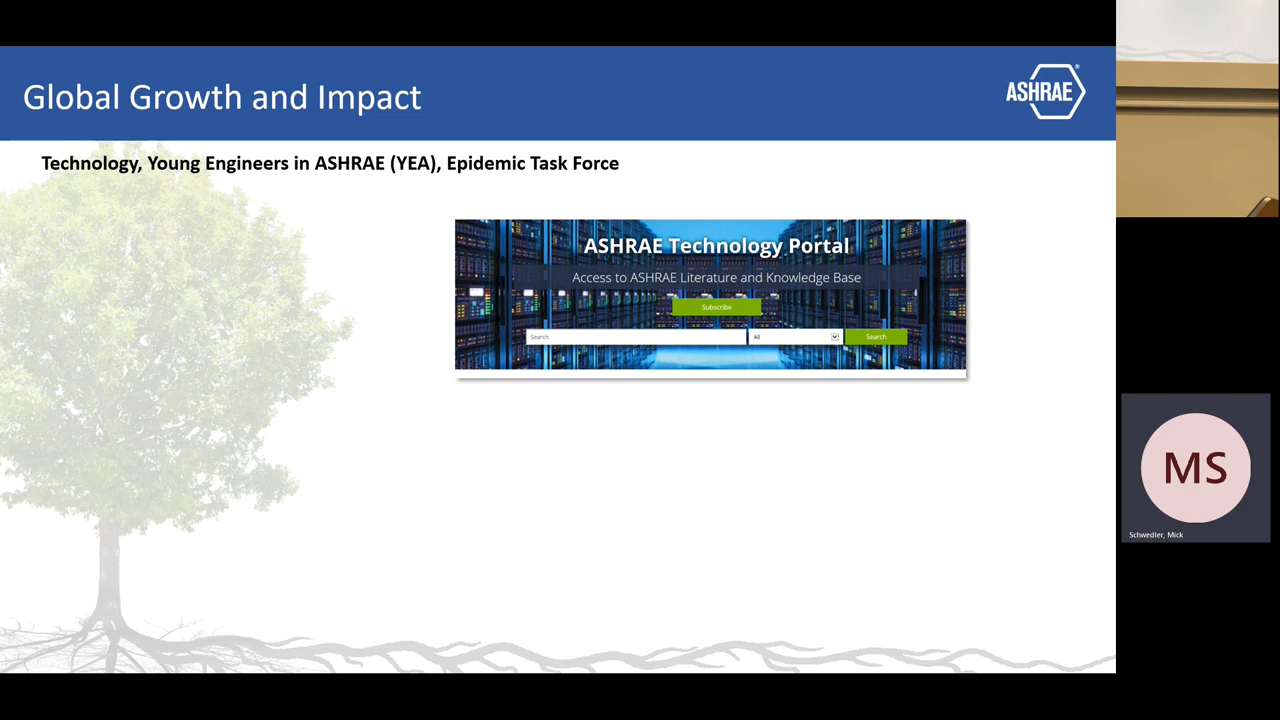 Global Growth and Impact
ASHRAE®
Technology, Young Engineers in ASHRAE (YEA), Epidemic Task Force
ASHRAE Technology Portal
Access to ASHRAE Literature and Knowledge Base
Subscribe
Search All Search
MS
Schwedler, Mick